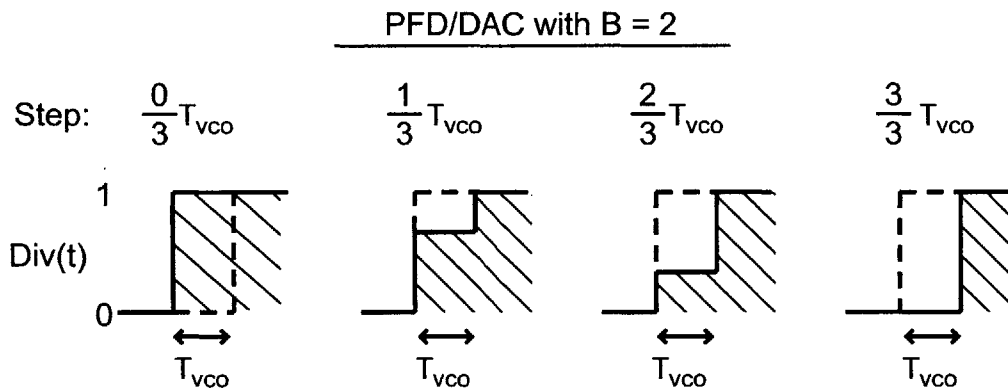 PFD/DAC with B = 2
Step: 0/3 Tvco 1/3 Tvco 2/3 Tvco 3/3 Tvco
1
Div(t)
0
Tvco Tvco Tvco Tvco